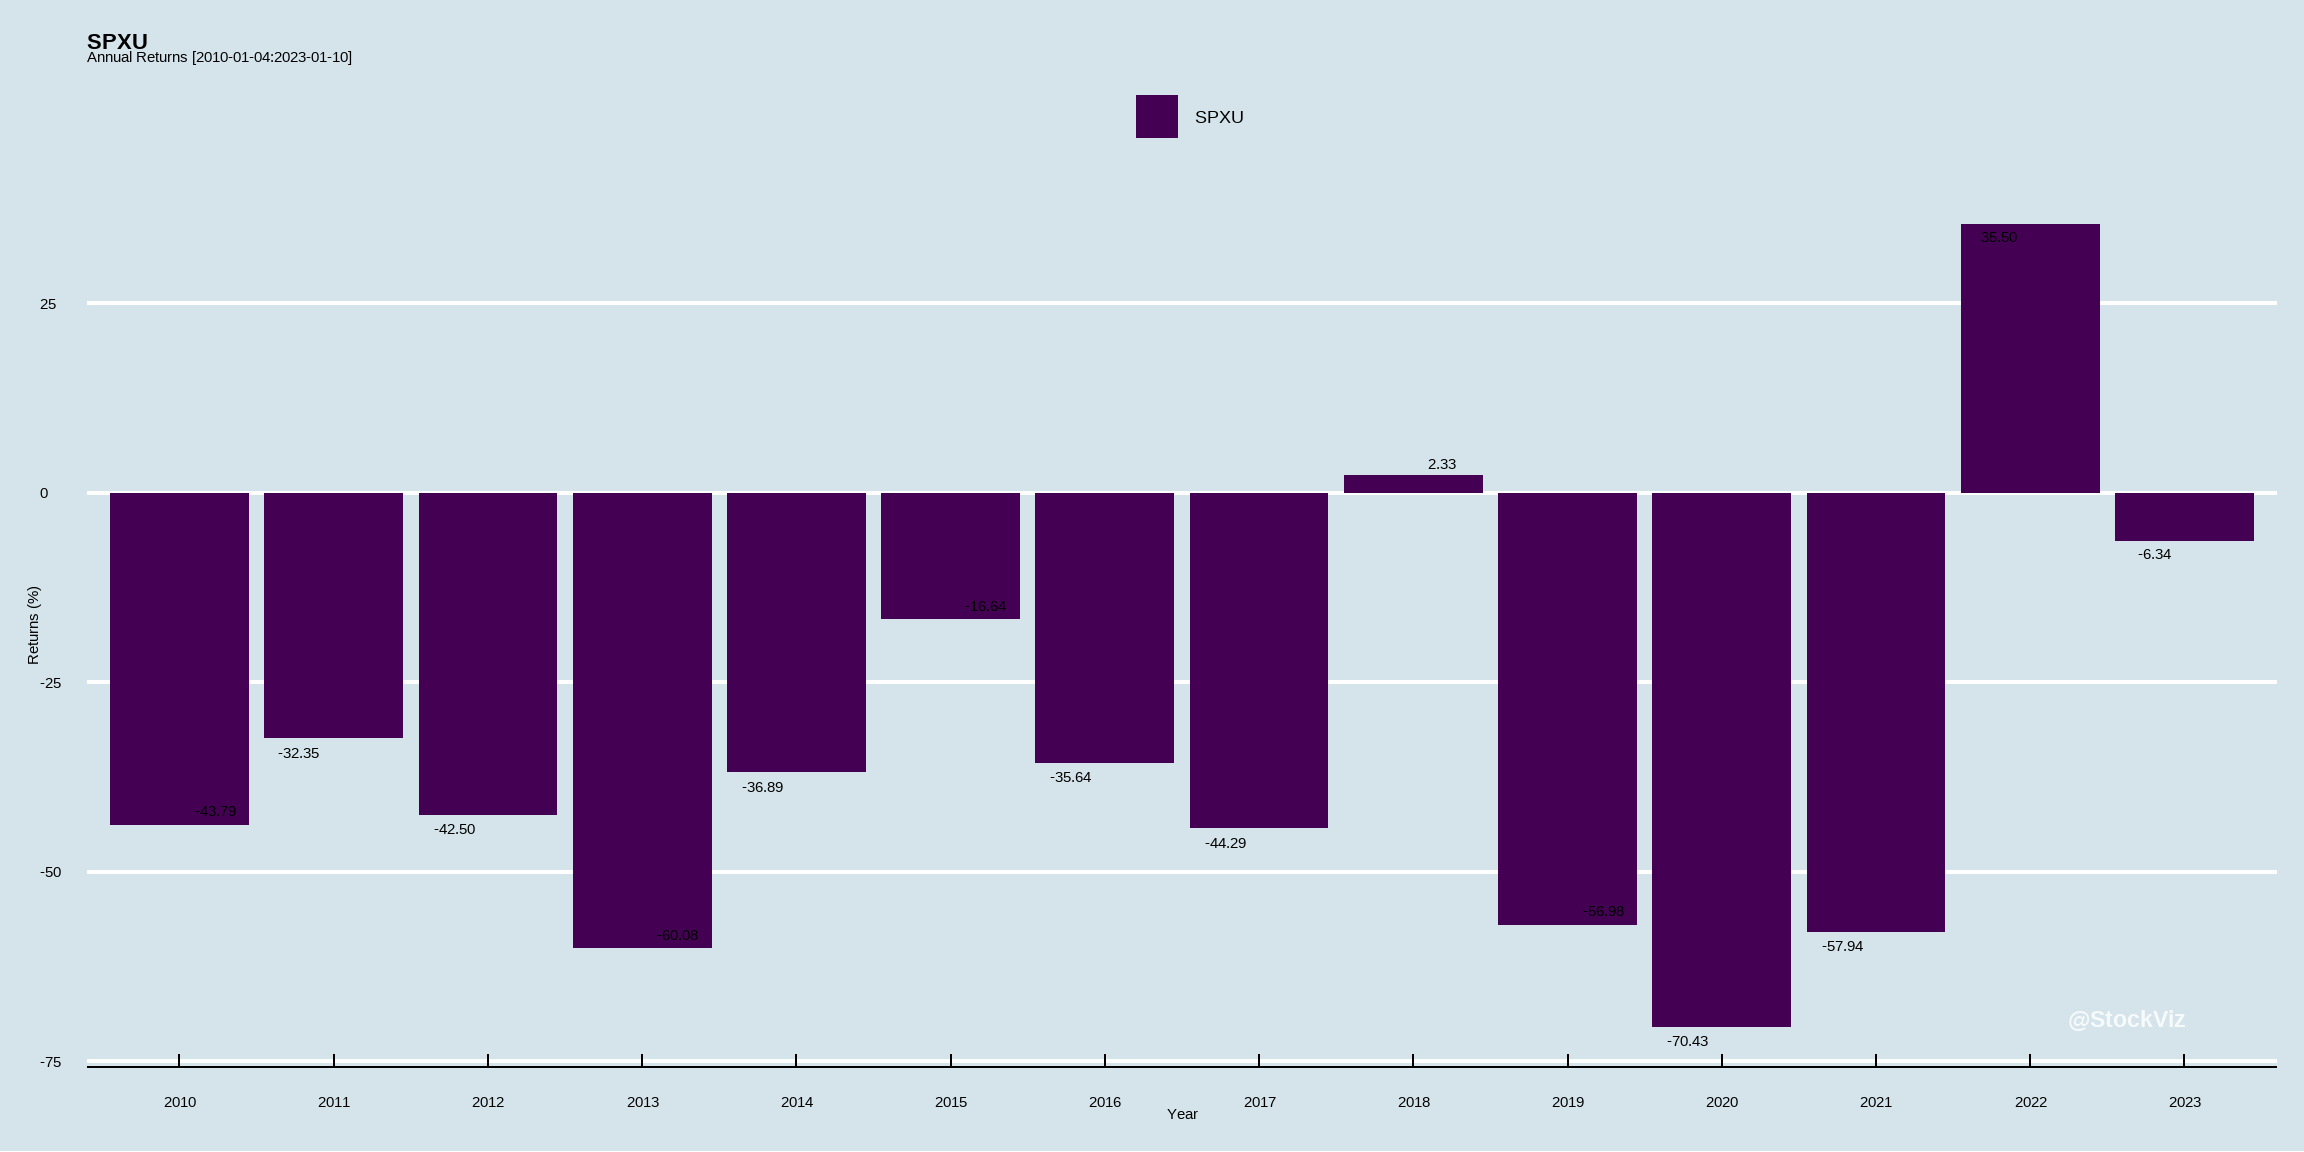 SPXU
Annual Returns [2010-01-04:2023-01-10]
SPXU
35.50
25
2.33
0
-6.34
-16.64
Returns (%)
-25
-32.35
-36.89
-35.64
-43.79
-42.50
-44.29
-50
-56.98
-60.08
-57.94
@StockViz
-70.43
-75
2010 2011 2012 2013 2014 2015 2016 2017 2018 2019 2020 2021 2022 2023
Year